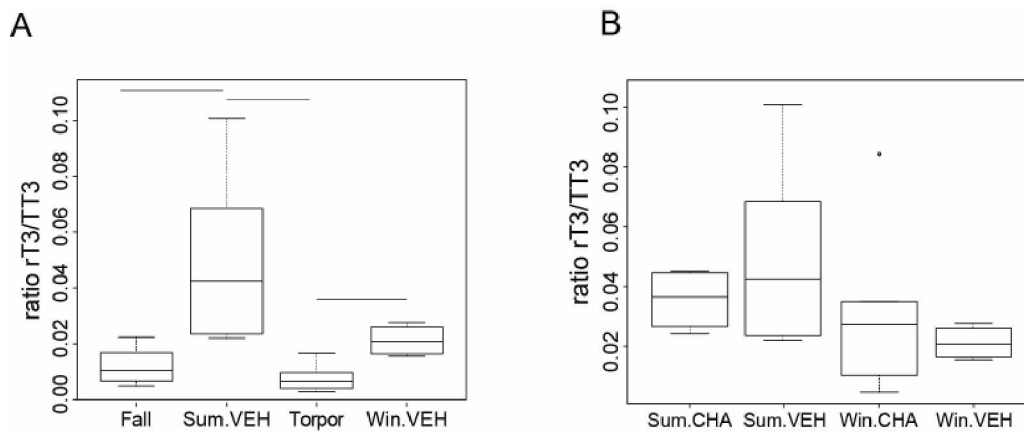 A
B
ratio rT3/TT3
0.10
0.08
0.06
0.04
0.02
0.00
Fall Sum.VEH Torpor Win.VEH
ratio rT3/TT3
0.10
0.08
0.06
0.04
0.02
Sum.CHA Sum.VEH Win.CHA Win.VEH